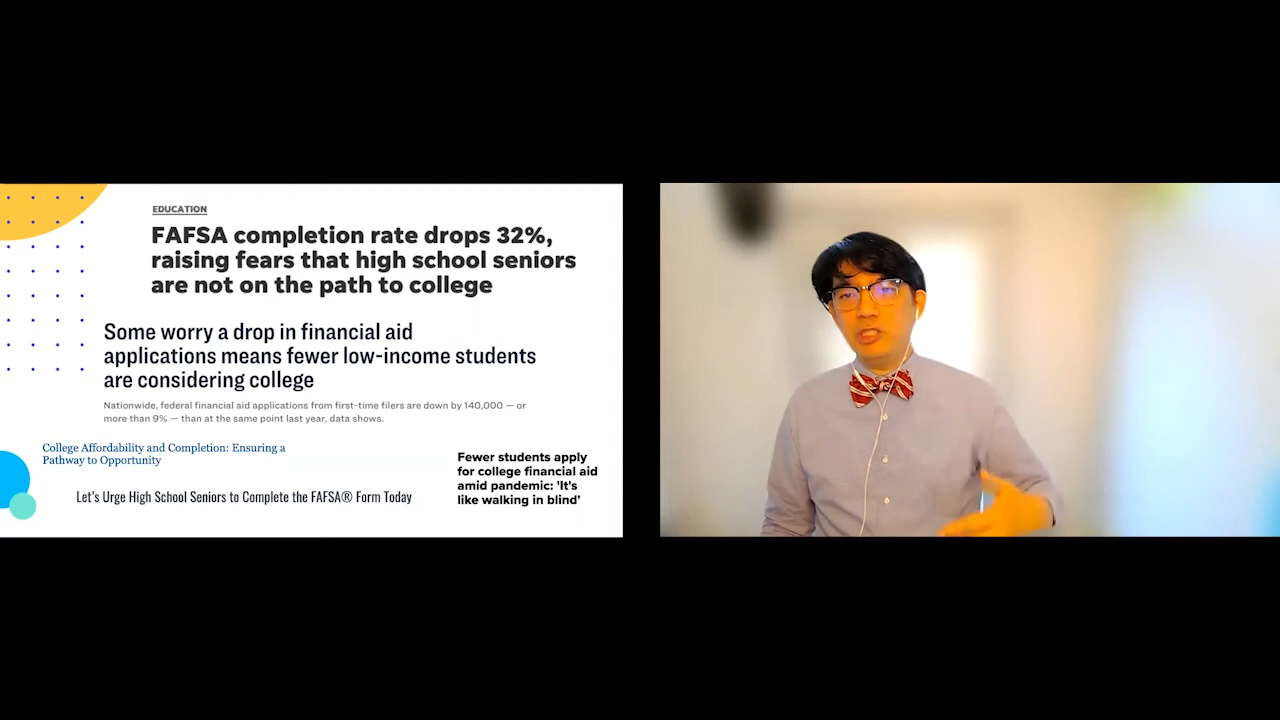 EDUCATION
FAFSA completion rate drops 32%,
raising fears that high school seniors
are not on the path to college
Some worry a drop in financial aid
applications means fewer low-income students
are considering college
Nationwide, federal financial aid applications from first-time filers are down by 140,000 — or
more than 9% — than at the same point last year, data shows.
College Affordability and Completion: Ensuring a
Pathway to Opportunity
Let's Urge High School Seniors to Complete the FAFSA® Form Today
Fewer students apply
for college financial aid
amid pandemic: 'It's
like walking in blind'